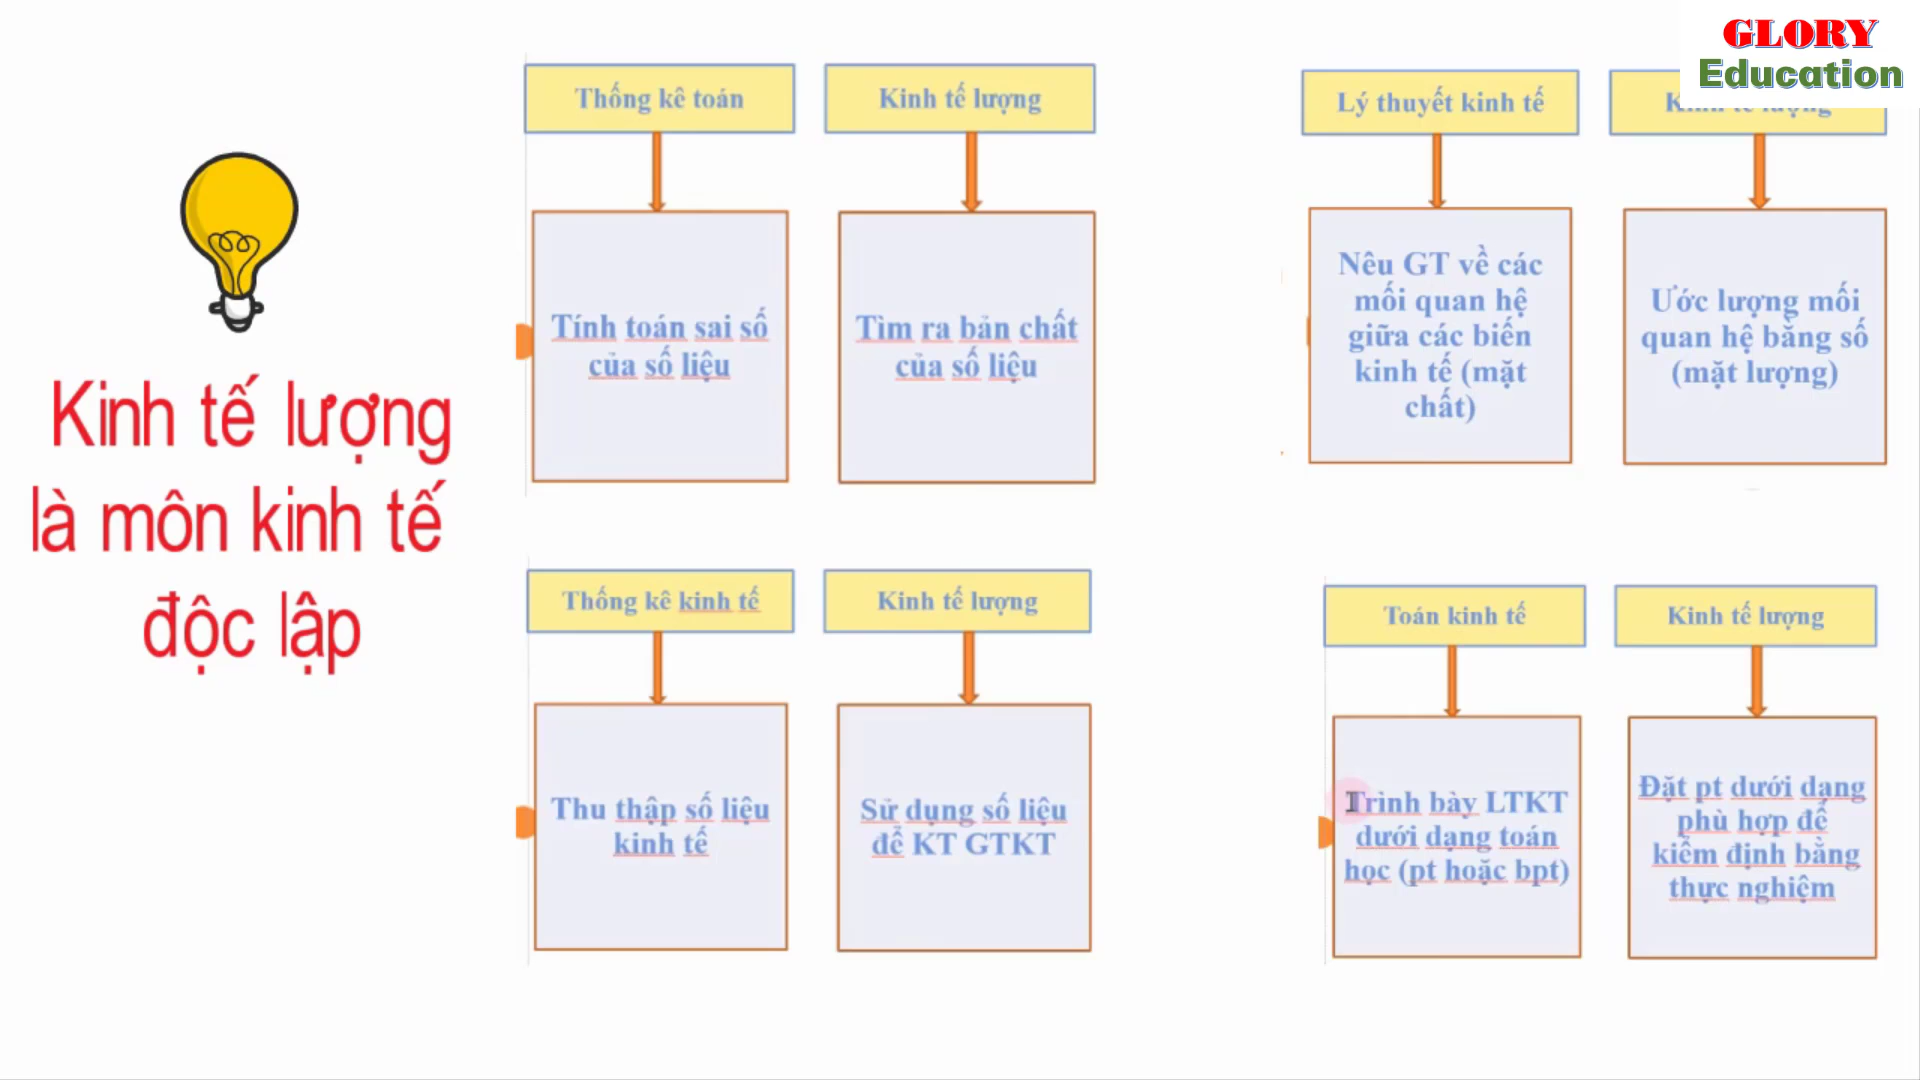 GLORY
Education
Kinh tế lượng
là môn kinh tế
độc lập
Thống kê toán
Kinh tế lượng
Tính toán sai số
của số liệu
Tìm ra bản chất
của số liệu
Lý thuyết kinh tế
Kinh tế lượng
Nêu GT về các
mối quan hệ
giữa các biến
kinh tế (mặt
chất)
Ước lượng mối
quan hệ bằng số
(mặt lượng)
Thống kê kinh tế
Kinh tế lượng
Thu thập số liệu
kinh tế
Sử dụng số liệu
để KT GTKT
Toán kinh tế
Kinh tế lượng
Trình bày LTKT
dưới dạng toán
học (pt hoặc bpt)
Đặt pt dưới dạng
phù hợp để
kiểm định bằng
thực nghiệm